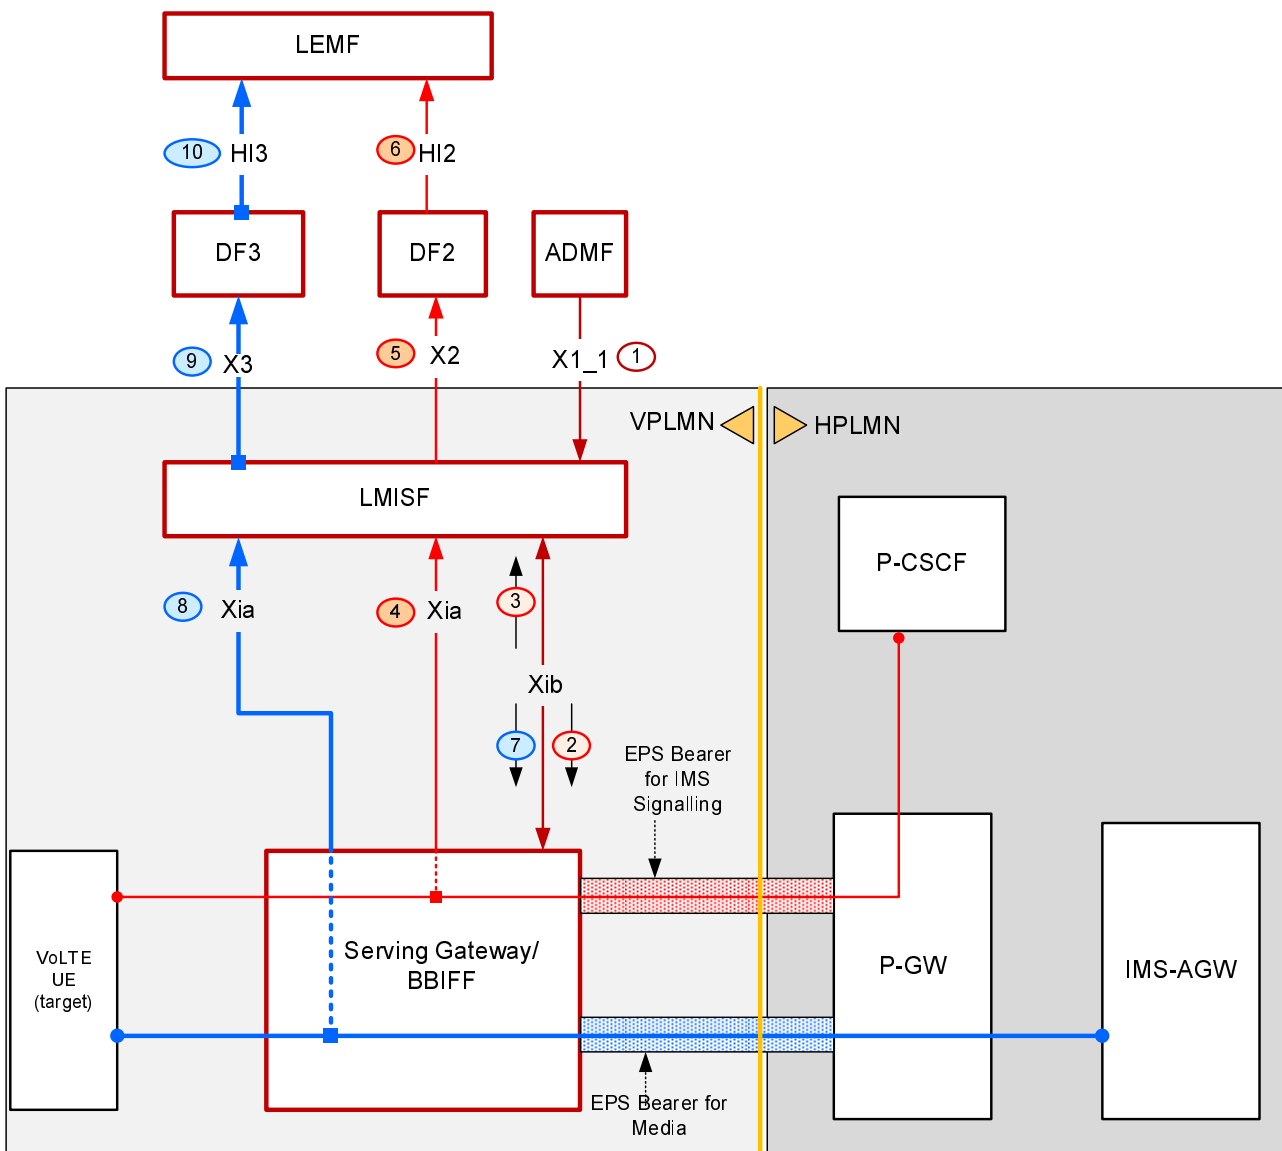 LEMF
10
HI3
6
HI2
DF3
DF2
ADMF
9
X3
5
X2
X1_1
1
VPLMN
HPLMN
LMISF
P-CSCF
8
Xia
4
Xia
3
Xib
7
2
EPS Bearer
for IMS
Signalling
VoLTE
UE
(target)
Serving Gateway/
BBIFF
P-GW
IMS-AGW
EPS Bearer for
Media